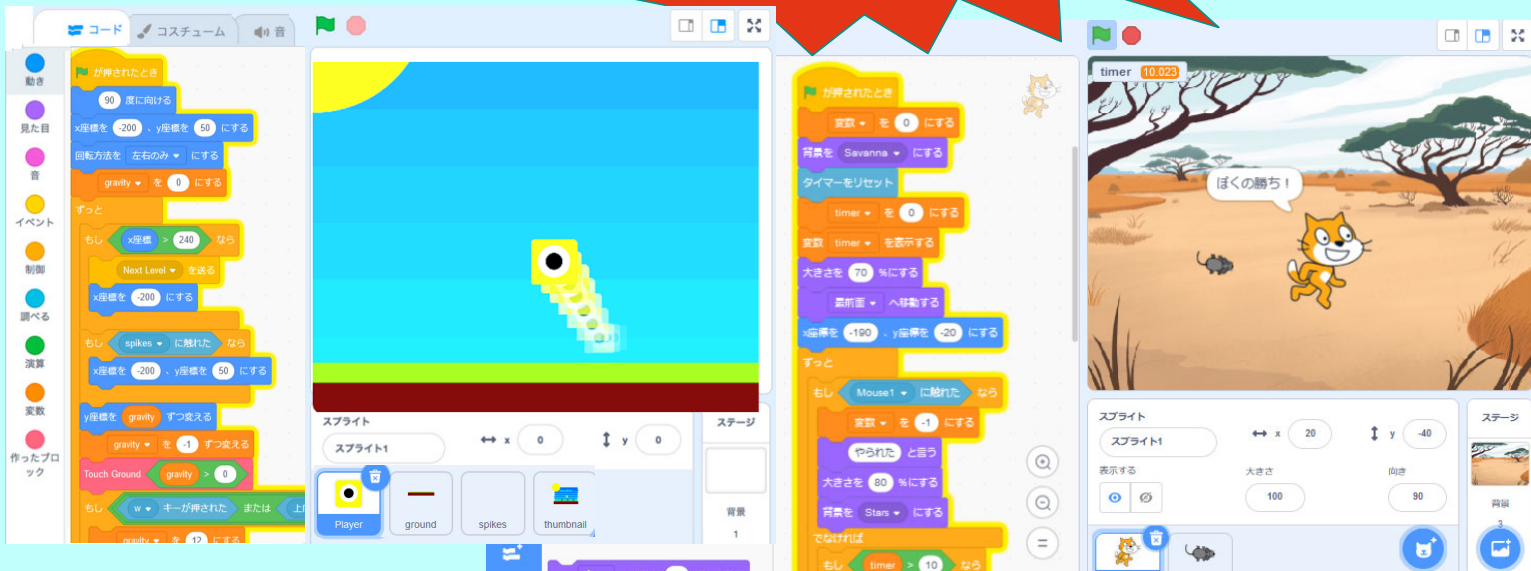 コード
コスチューム
音
動き
見た目
音
イベント
制御
調べる
演算
変数
作ったブロ
ック
が押されたとき
90 度に向ける
x座標を -200 、y座標を 50 にする
回転方法を 左右のみ にする
gravity を 0 にする
ずっと
もし x座標 > 240 なら
Next Level を送る
x座標を -200 にする
もし spikes に触れた なら
x座標を -200 、y座標を 50 にする
y座標を gravity ずつ変える
gravity を -1 ずつ変える
Touch Ground gravity > 0
もし w キーが押された または
gravity を 12 にする
スプライト
スプライト1
x 0
y 0
ステージ
Player
ground
spikes
thumbnail
背景
1
が押されたとき
変数 を 0 にする
背景を Savanna にする
タイマーをリセット
timer を 0 にする
変数 timer を表示する
大きさを 70 %にする
最前面 へ移動する
x座標を -190 、y座標を -20 にする
ずっと
もし Mouse1 に触れた なら
変数 を -1 にする
やられた と言う
大きさを 80 %にする
背景を Stars にする
でなければ
もし timer > 10 なら
timer 10.023
ぼくの勝ち！
スプライト
スプライト1
x 20
y -40
表示する
大きさ
100
向き
90
ステージ
背景
3